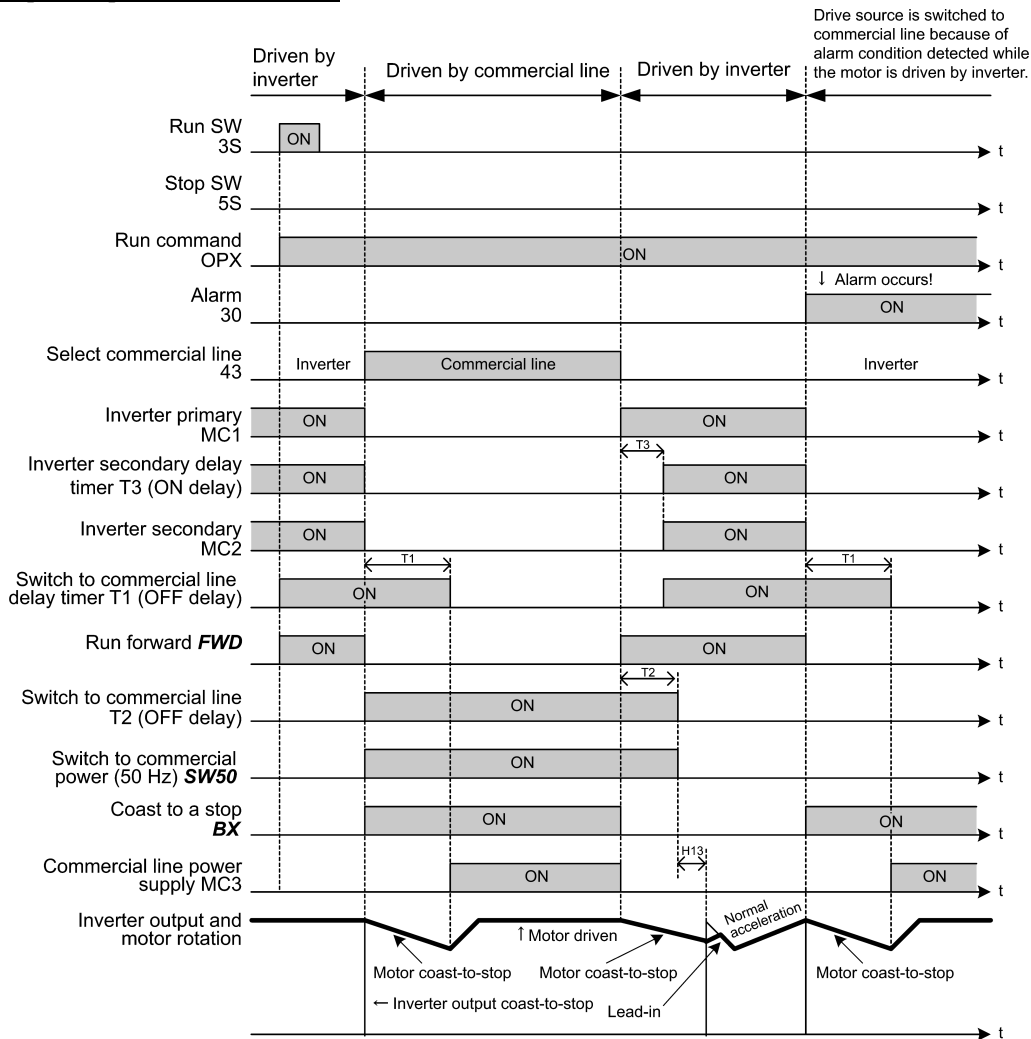 Drive source is switched to
commercial line because of
alarm condition detected while
the motor is driven by inverter.
Driven by
inverter
Driven by commercial line
Driven by inverter
Run SW
3S
ON
t
Stop SW
5S
t
Run command
OPX
ON
t
Alarm
30
↓ Alarm occurs!
ON
t
Select commercial line
43
Inverter
Commercial line
Inverter
t
Inverter primary
MC1
ON
ON
t
T3
Inverter secondary delay
timer T3 (ON delay)
ON
ON
t
Inverter secondary
MC2
ON
ON
t
T1
T1
Switch to commercial line
delay timer T1 (OFF delay)
ON
ON
t
Run forward FWD
ON
ON
t
T2
Switch to commercial line
T2 (OFF delay)
ON
t
Switch to commercial
power (50 Hz) SW50
ON
t
Coast to a stop
BX
ON
ON
t
H13
Commercial line power
supply MC3
ON
ON
t
Inverter output and
motor rotation
Normal
acceleration
↑ Motor driven
Motor coast-to-stop
Motor coast-to-stop
Motor coast-to-stop
← Inverter output coast-to-stop
Lead-in
t